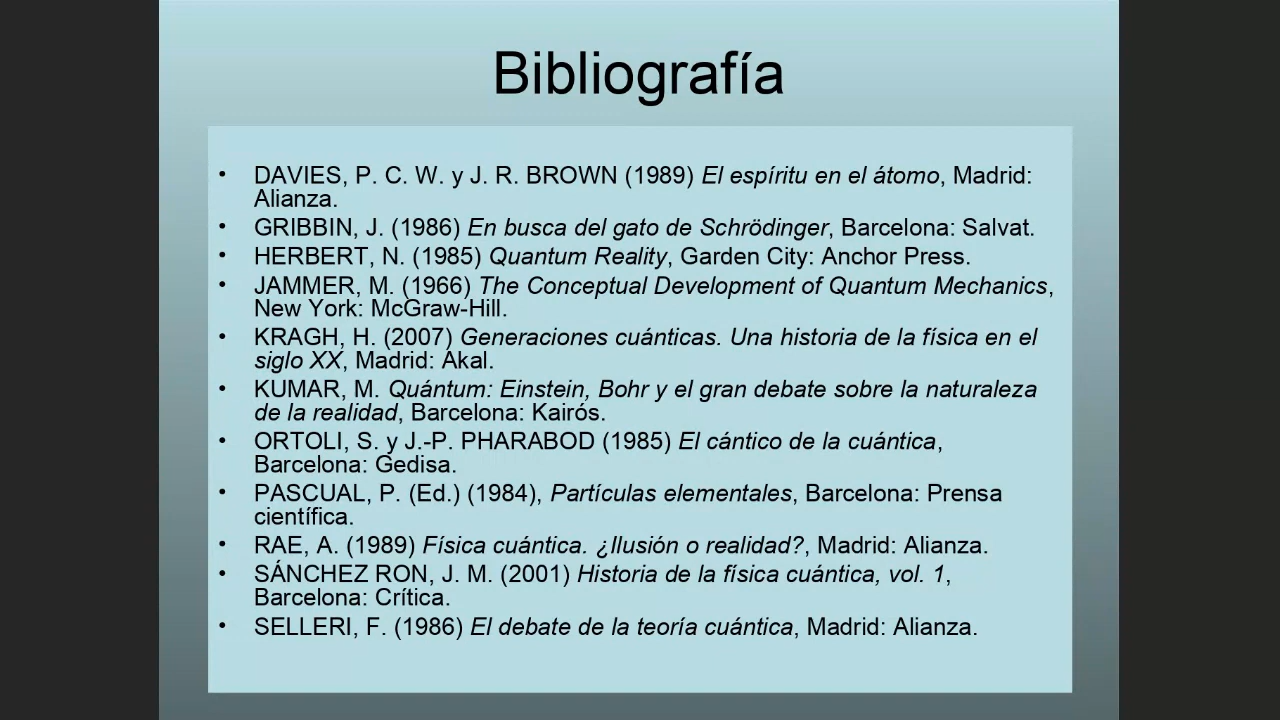 Bibliografía
• DAVIES, P. C. W. y J. R. BROWN (1989) El espíritu en el átomo, Madrid:
Alianza.
• GRIBBIN, J. (1986) En busca del gato de Schrödinger, Barcelona: Salvat.
• HERBERT, N. (1985) Quantum Reality, Garden City: Anchor Press.
• JAMMER, M. (1966) The Conceptual Development of Quantum Mechanics,
New York: McGraw-Hill.
• KRAGH, H. (2007) Generaciones cuánticas. Una historia de la física en el
siglo XX, Madrid: Akal.
• KUMAR, M. Quántum: Einstein, Bohr y el gran debate sobre la naturaleza
de la realidad, Barcelona: Kairós.
• ORTOLI, S. y J.-P. PHARABOD (1985) El cántico de la cuántica,
Barcelona: Gedisa.
• PASCUAL, P. (Ed.) (1984), Partículas elementales, Barcelona: Prensa
científica.
• RAE, A. (1989) Física cuántica. ¿Ilusión o realidad?, Madrid: Alianza.
• SÁNCHEZ RON, J. M. (2001) Historia de la física cuántica, vol. 1,
Barcelona: Crítica.
• SELLERI, F. (1986) El debate de la teoría cuántica, Madrid: Alianza.